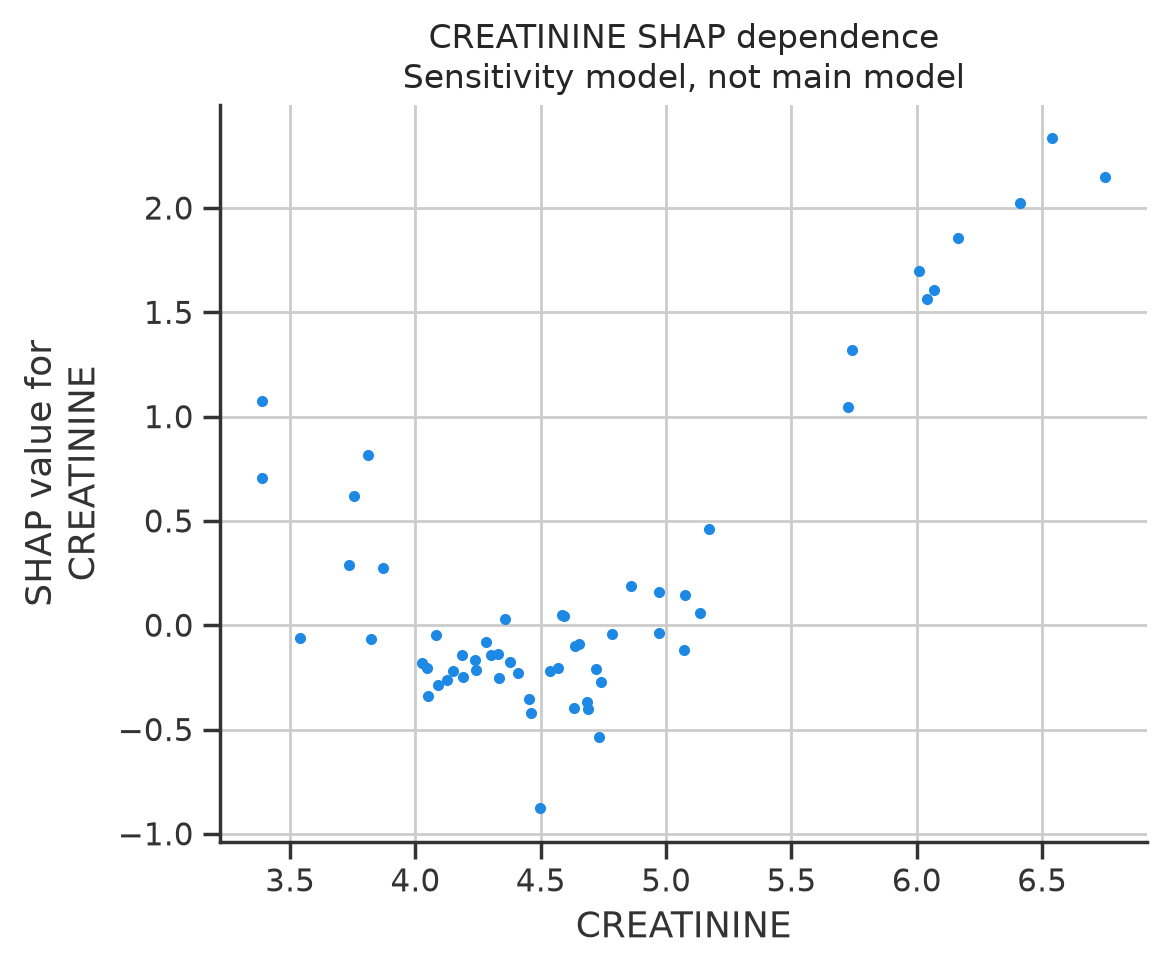 CREATININE SHAP dependence
Sensitivity model, not main model
SHAP value for
CREATININE
2.0
1.5
1.0
0.5
0.0
−0.5
−1.0
3.5 4.0 4.5 5.0 5.5 6.0 6.5
CREATININE